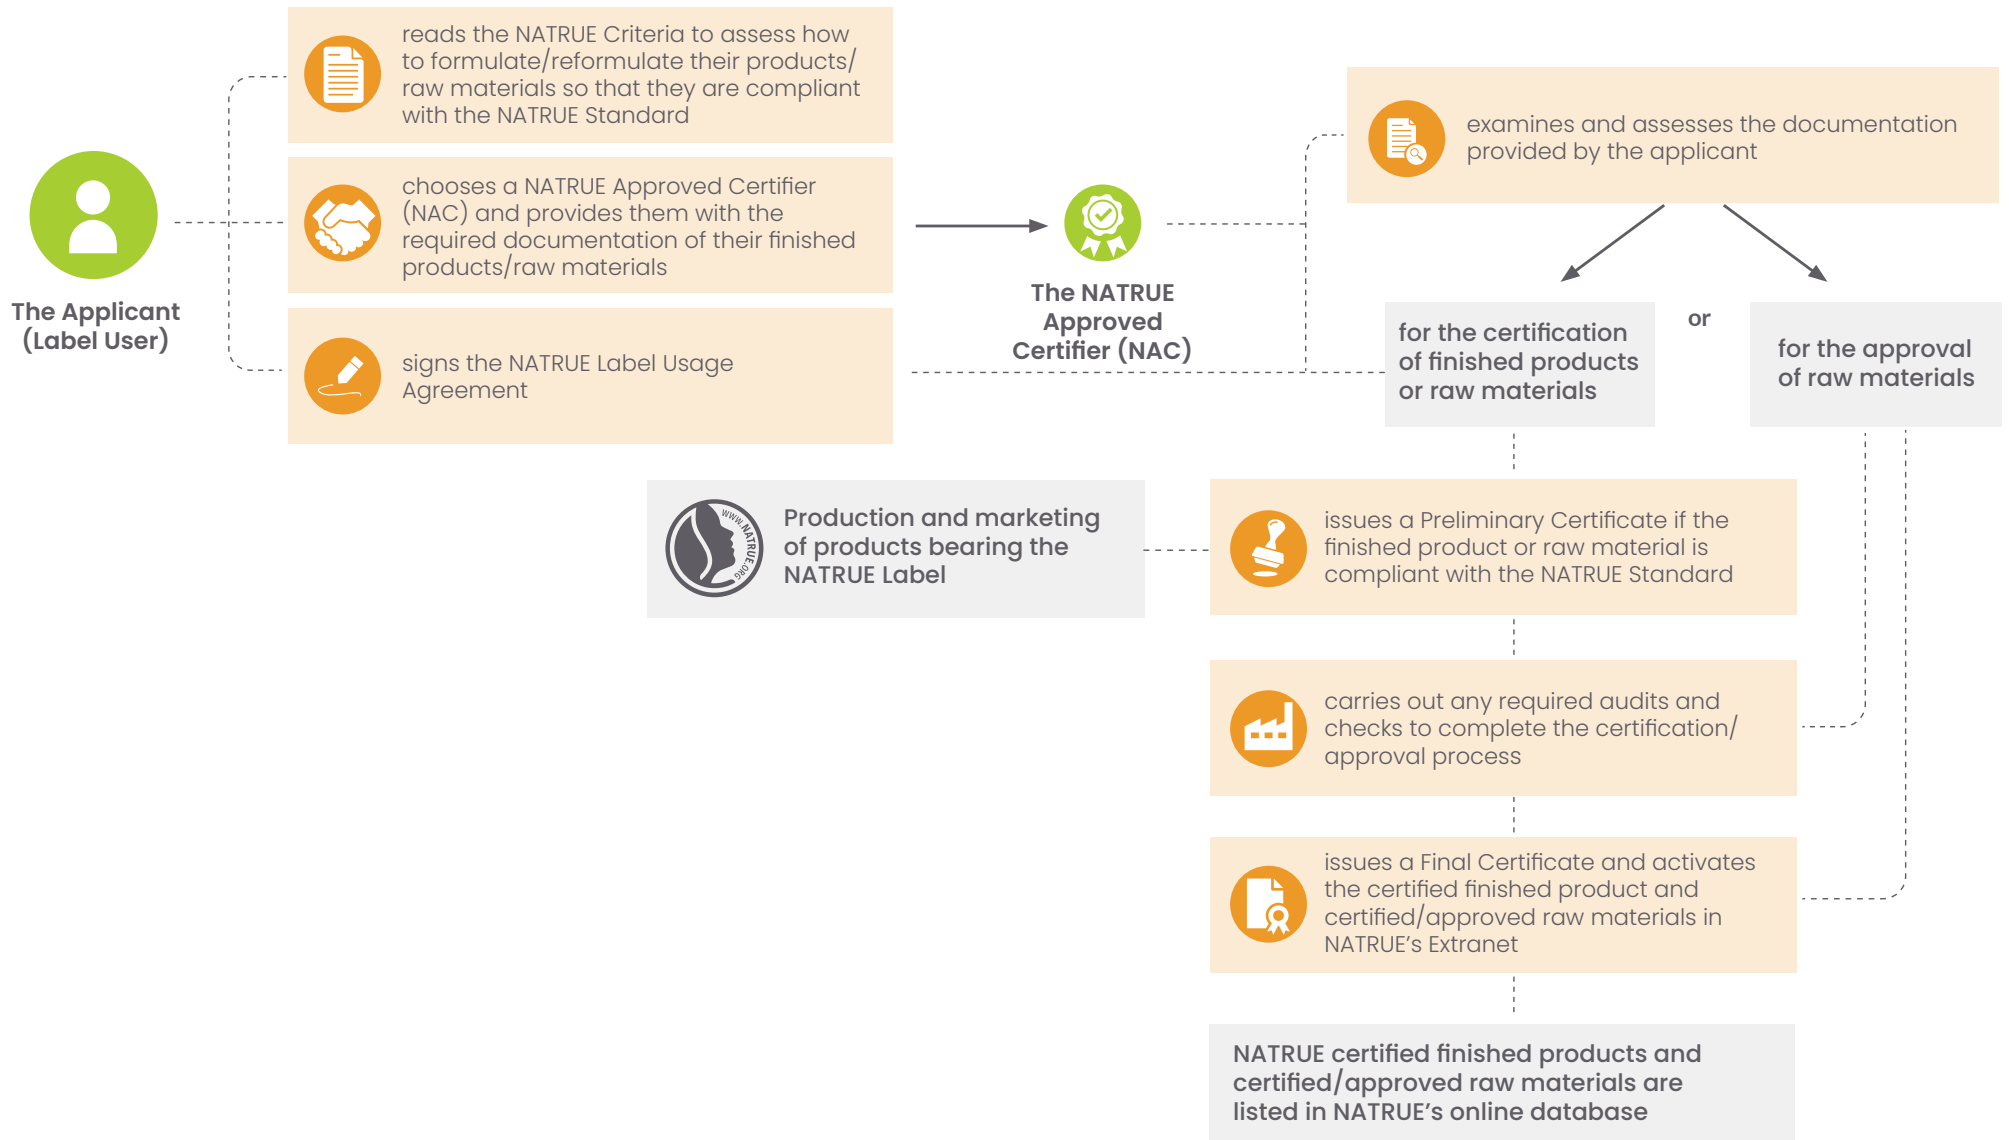 reads the NATRUE Criteria to assess how
to formulate/reformulate their products/
raw materials so that they are compliant
with the NATRUE Standard
chooses a NATRUE Approved Certifier
(NAC) and provides them with the
required documentation of their finished
products/raw materials
The Applicant
(Label User)
signs the NATRUE Label Usage
Agreement
The NATRUE
Approved
Certifier (NAC)
examines and assesses the documentation
provided by the applicant
for the certification
of finished products
or raw materials
or
for the approval
of raw materials
WWW.NATRUE.ORG
Production and marketing
of products bearing the
NATRUE Label
issues a Preliminary Certificate if the
finished product or raw material is
compliant with the NATRUE Standard
carries out any required audits and
checks to complete the certification/
approval process
issues a Final Certificate and activates
the certified finished product and
certified/approved raw materials in
NATRUE's Extranet
NATRUE certified finished products and
certified/approved raw materials are
listed in NATRUE's online database